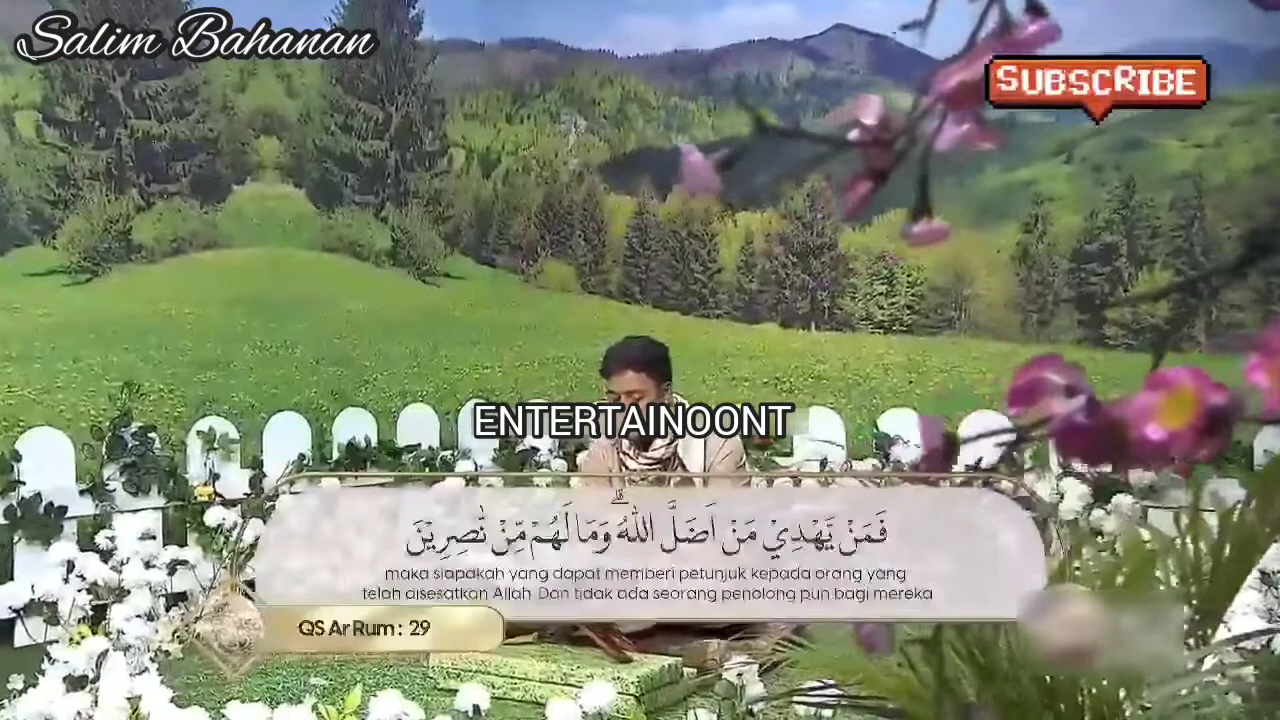 Salim Bahanan
SUBSCRIBE
ENTERTAINOONT
فَمَنْ يَّهْدِيْ مَنْ اَضَلَّ اللّٰهُ ۗوَمَا لَهُمْ مِّنْ نّٰصِرِيْنَ
maka siapakah yang dapat memberi petunjuk kepada orang yang
telah disesatkan Allah. Dan tidak ada seorang penolong pun bagi mereka
QS Ar Rum : 29